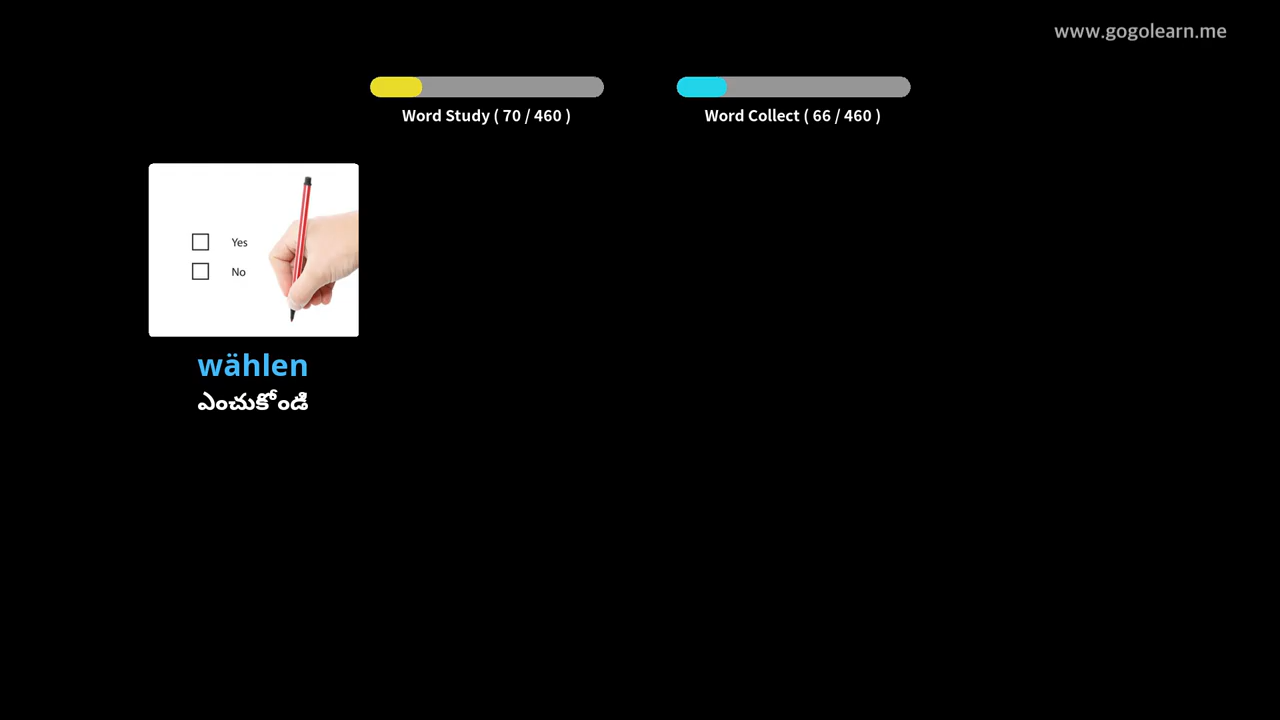 www.gogolearn.me
Word Study ( 70 / 460 )
Word Collect ( 66 / 460 )
Yes
No
wählen
ఎంచుకోండి